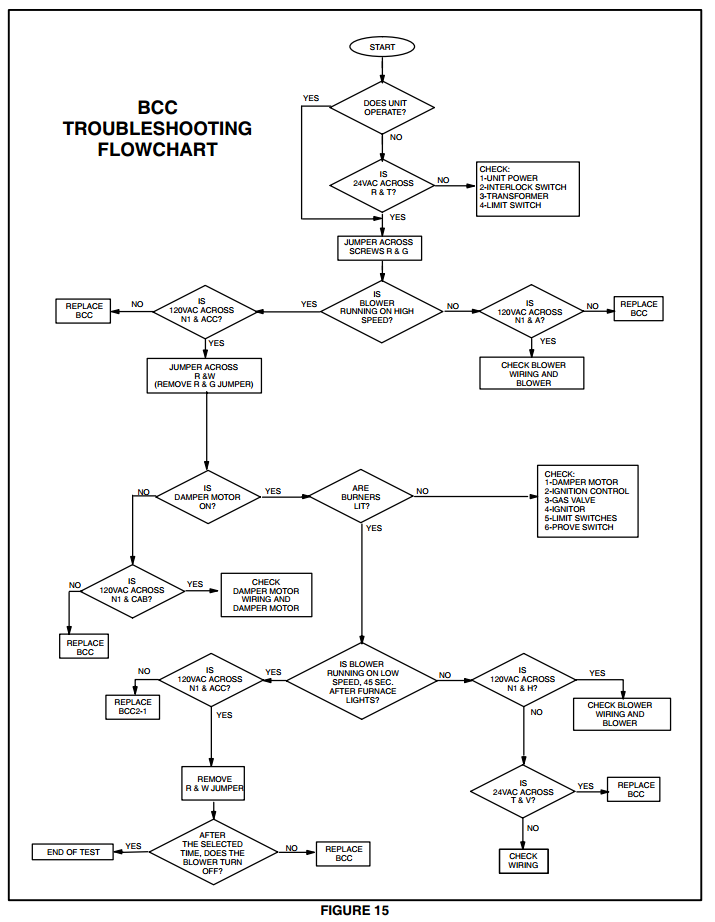 START
BCC
TROUBLESHOOTING
FLOWCHART
YES
DOES UNIT
OPERATE?
NO
IS
24VAC ACROSS
R & T?
NO
CHECK:
1-UNIT POWER
2-INTERLOCK SWITCH
3-TRANSFORMER
4-LIMIT SWITCH
YES
JUMPER ACROSS
SCREWS R & G
REPLACE
BCC
NO
IS
120VAC ACROSS
N1 & ACC?
YES
IS
BLOWER
RUNNING ON HIGH
SPEED?
NO
IS
120VAC ACROSS
N1 & A?
NO
REPLACE
BCC
YES
YES
JUMPER ACROSS
R &W
(REMOVE R & G JUMPER)
CHECK BLOWER
WIRING AND
BLOWER
NO
IS
DAMPER MOTOR
ON?
YES
ARE
BURNERS
LIT?
NO
CHECK:
1-DAMPER MOTOR
2-IGNITION CONTROL
3-GAS VALVE
4-IGNITOR
5-LIMIT SWITCHES
6-PROVE SWITCH
YES
NO
IS
120VAC ACROSS
N1 & CAB?
YES
CHECK
DAMPER MOTOR
WIRING AND
DAMPER MOTOR
REPLACE
BCC
NO
IS
120VAC ACROSS
N1 & ACC?
YES
IS BLOWER
RUNNING ON LOW
SPEED, 45 SEC.
AFTER FURNACE
LIGHTS?
NO
IS
120VAC ACROSS
N1 & H?
YES
REPLACE
BCC2-1
YES
NO
CHECK BLOWER
WIRING AND
BLOWER
REMOVE
R & W JUMPER
IS
24VAC ACROSS
T & V?
YES
REPLACE
BCC
NO
END OF TEST
YES
AFTER
THE SELECTED
TIME, DOES THE
BLOWER TURN
OFF?
NO
REPLACE
BCC
CHECK
WIRING
FIGURE 15